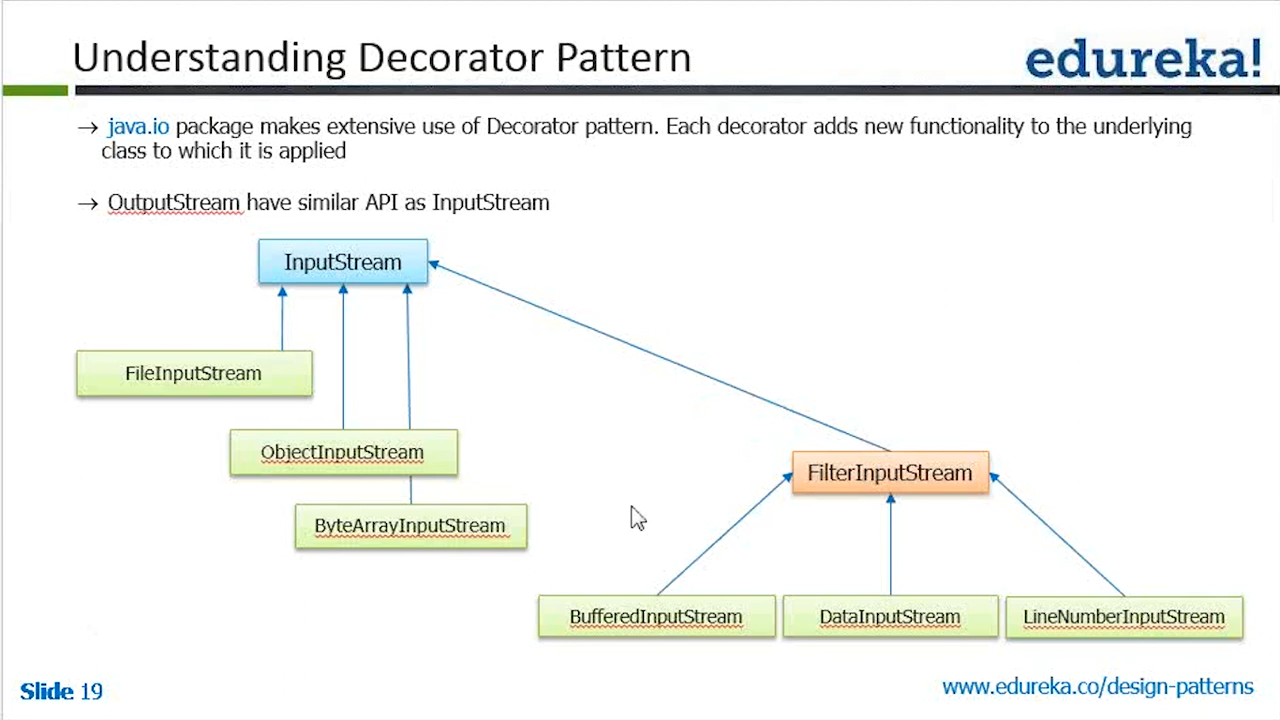 Understanding Decorator Pattern
edureka!
→ java.io package makes extensive use of Decorator pattern. Each decorator adds new functionality to the underlying
class to which it is applied
→ OutputStream have similar API as InputStream
InputStream
FileInputStream
ObjectInputStream
FilterInputStream
ByteArrayInputStream
BufferedInputStream
DataInputStream
LineNumberInputStream
Slide 19
www.edureka.co/design-patterns